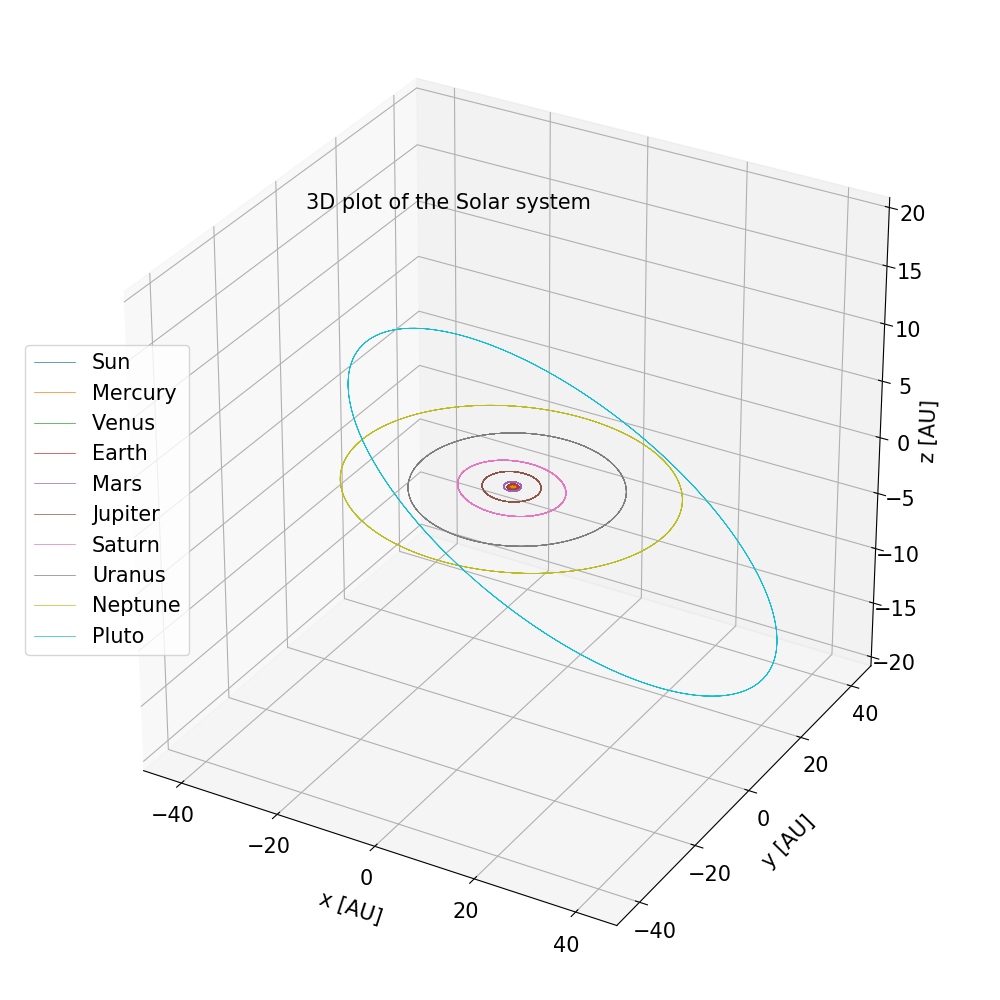 3D plot of the Solar system
Sun
Mercury
Venus
Earth
Mars
Jupiter
Saturn
Uranus
Neptune
Pluto
20
15
10
5
0
−5
−10
−15
−20
z [AU]
40
20
0
−20
−40
y [AU]
−40
−20
0
20
40
x [AU]